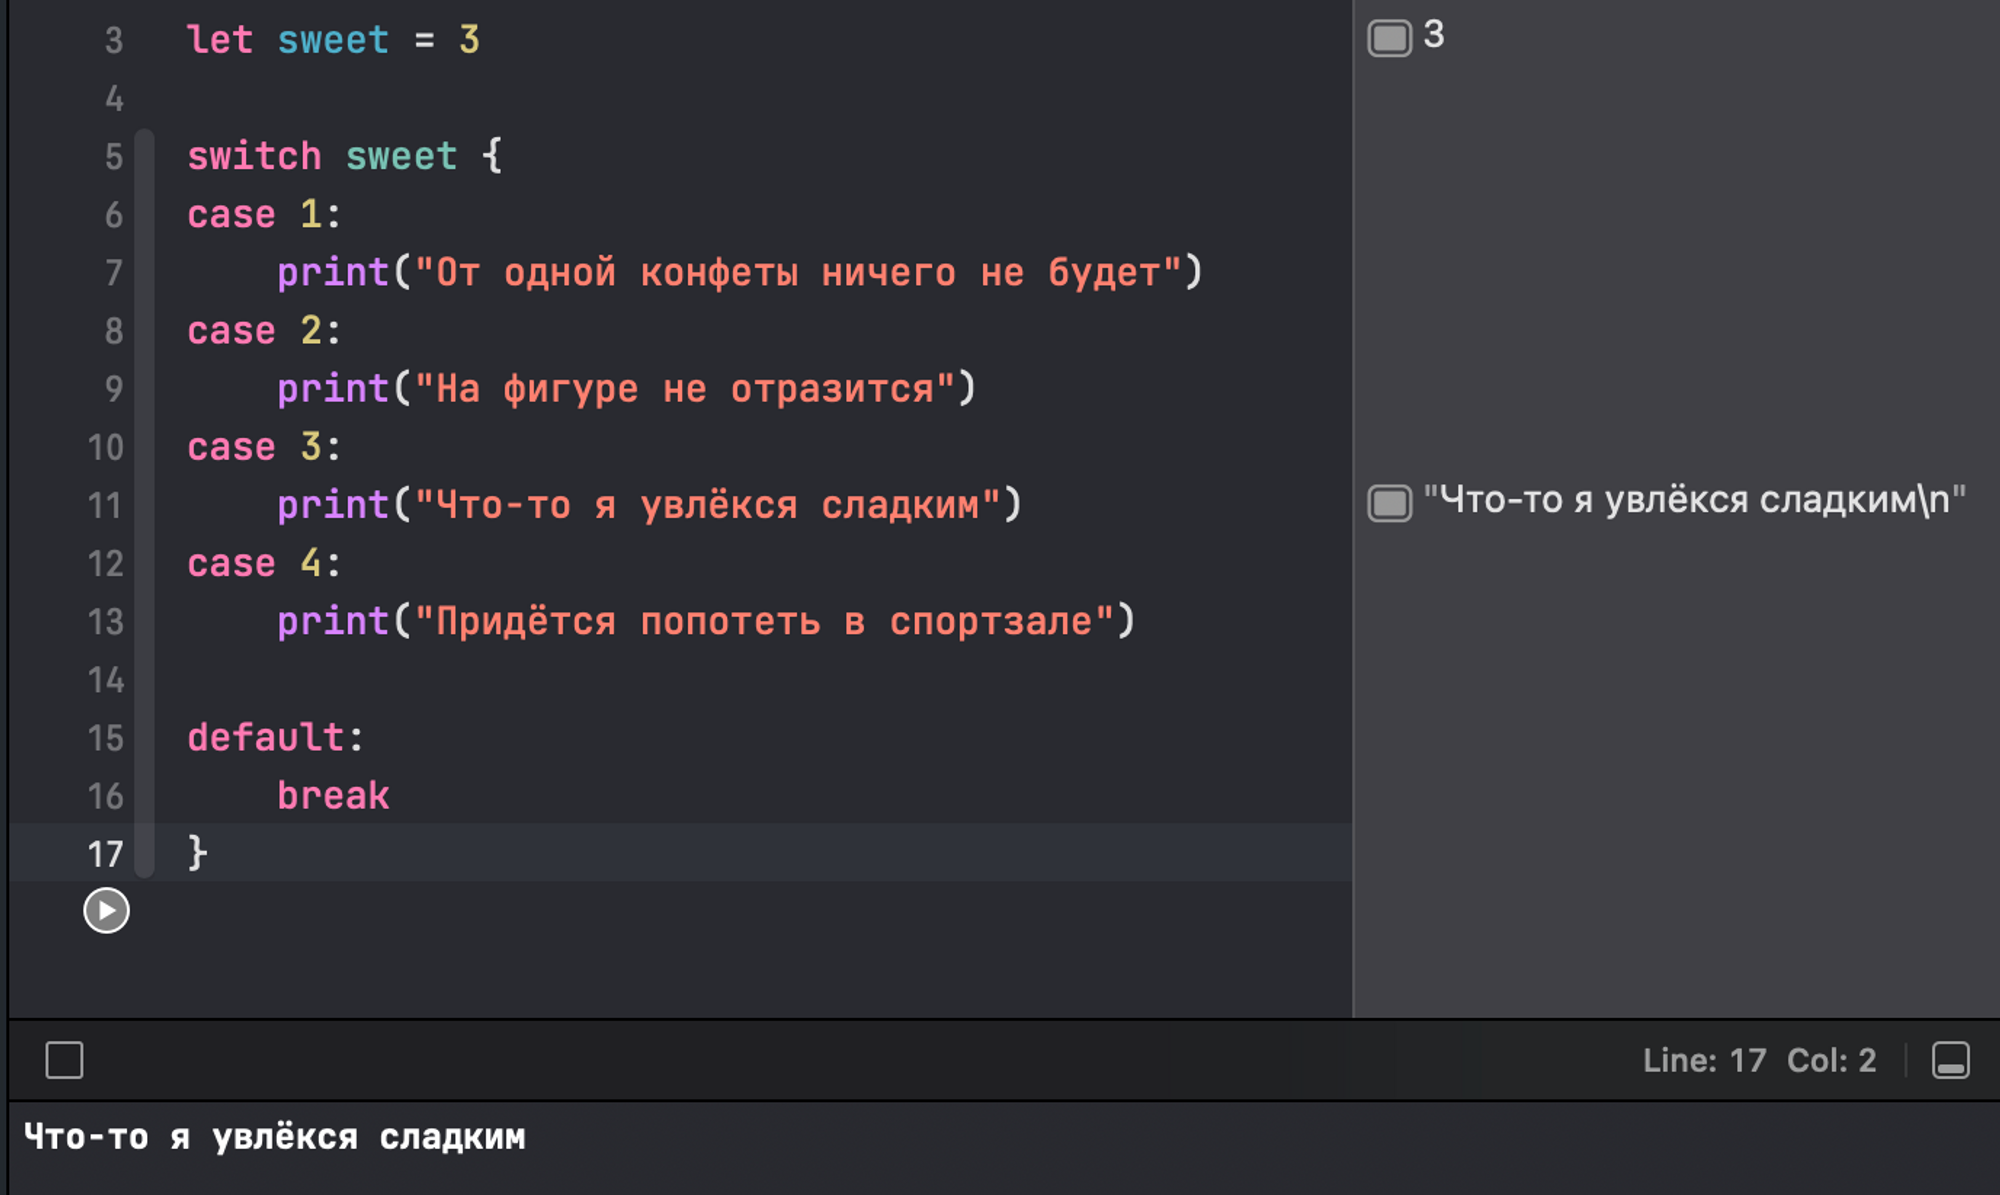 3 let sweet = 3
3
4
5 switch sweet {
6 case 1:
7 print("От одной конфеты ничего не будет")
8 case 2:
9 print("На фигуре не отразится")
10 case 3:
11 print("Что-то я увлёкся сладким")
"Что-то я увлёкся сладким\n"
12 case 4:
13 print("Придётся попотеть в спортзале")
14
15 default:
16 break
17 }
Line: 17 Col: 2
Что-то я увлёкся сладким